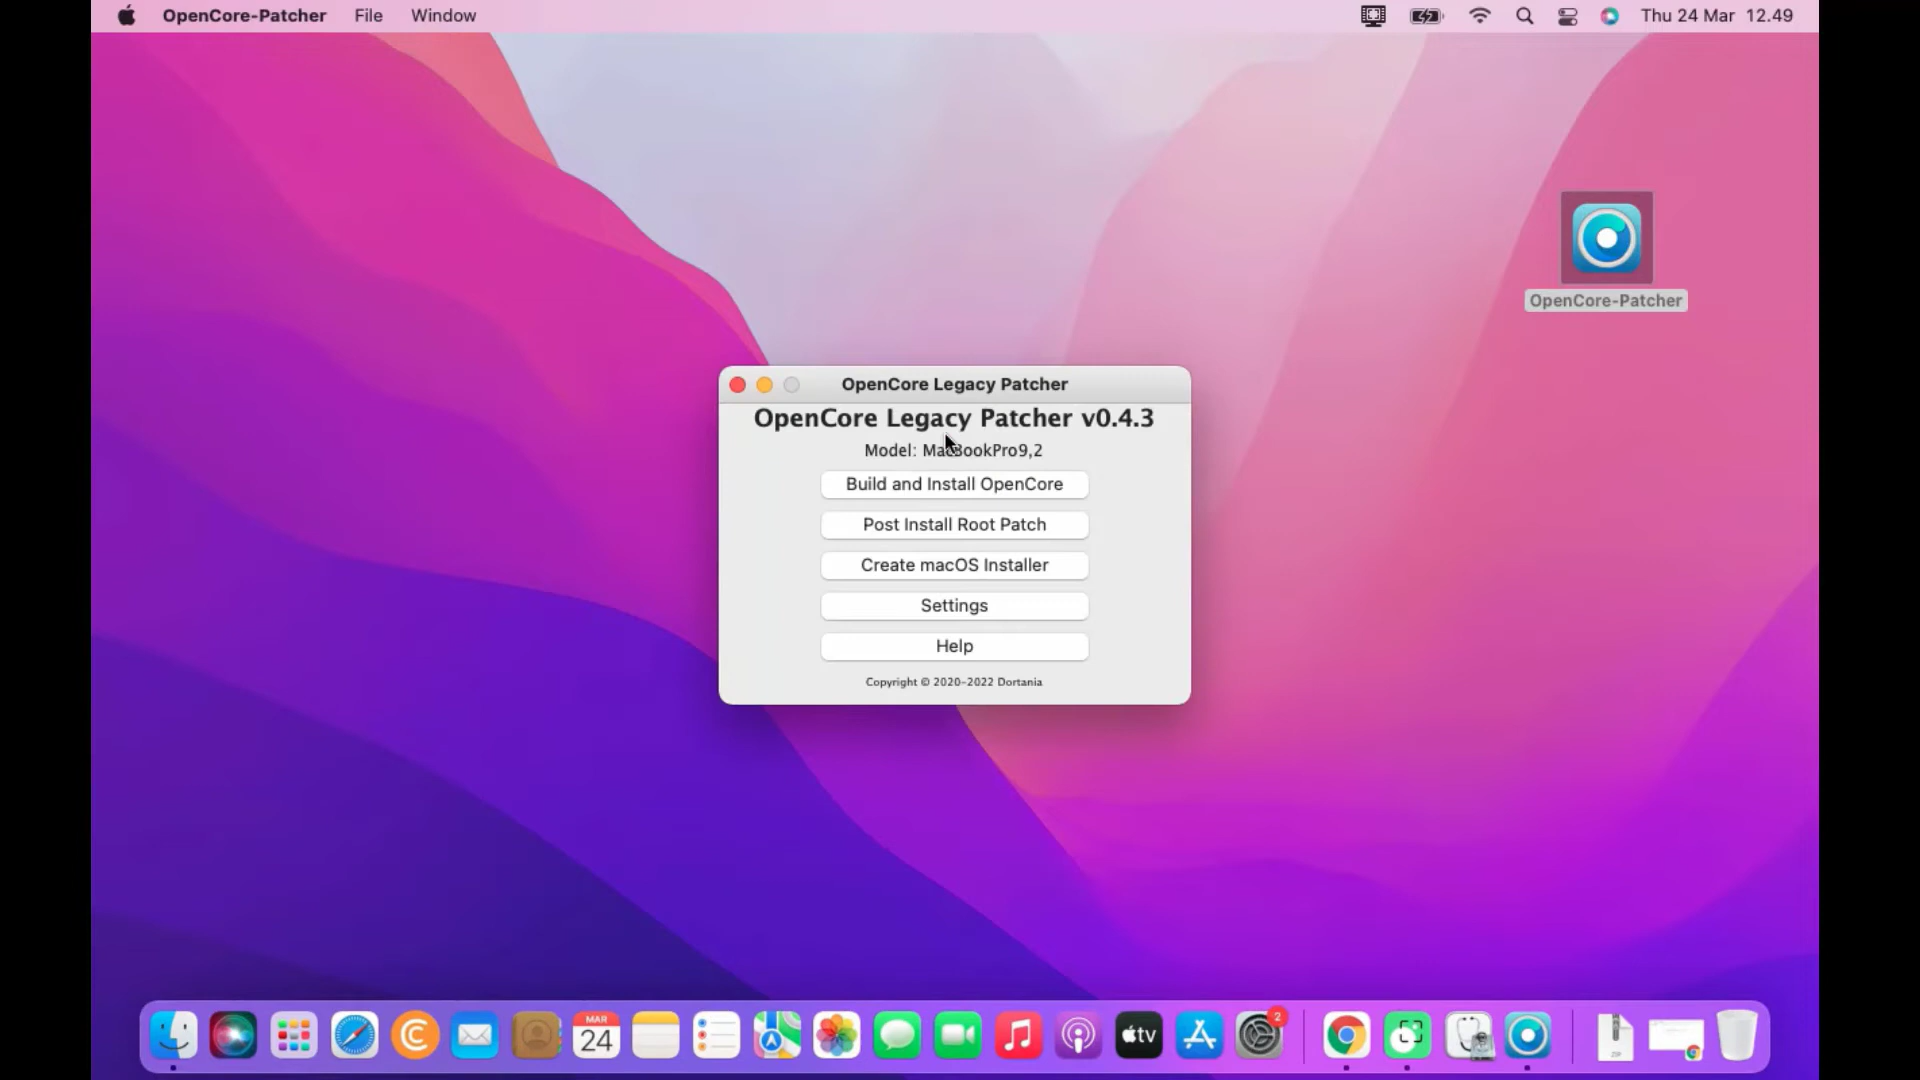 OpenCore-Patcher File Window Thu 24 Mar 12.49
OpenCore-Patcher
OpenCore Legacy Patcher
OpenCore Legacy Patcher v0.4.3
Model: MacBookPro9,2
Build and Install OpenCore
Post Install Root Patch
Create macOS Installer
Settings
Help
Copyright © 2020-2022 Dortania
MAR
24
tv
2
ZIP